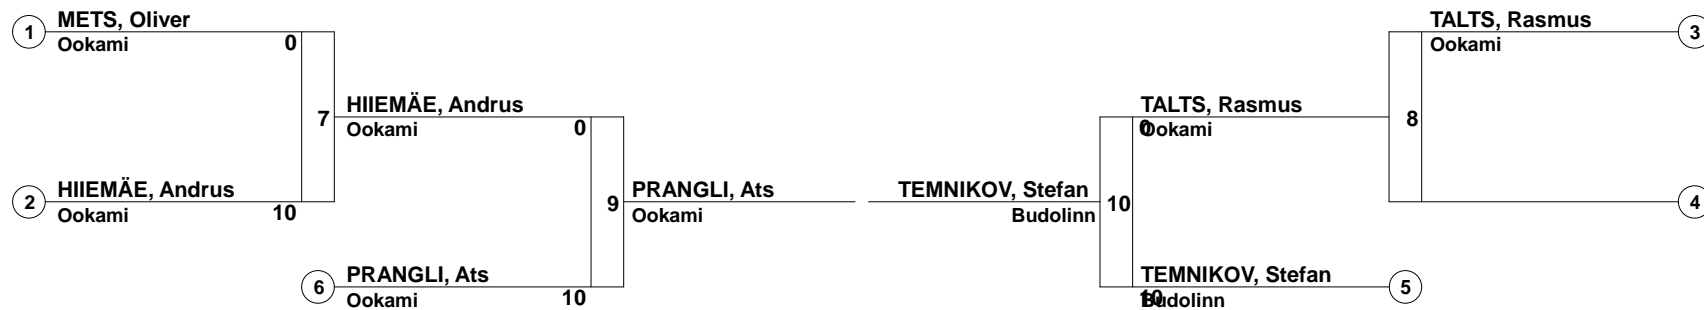 METS, Oliver
1
Ookami
0
TALTS, Rasmus
3
Ookami
7
HIIEMÄE, Andrus
Ookami
0
TALTS, Rasmus
Ookami
0
8
2
HIIEMÄE, Andrus
Ookami
10
9
PRANGLI, Ats
Ookami
TEMNIKOV, Stefan
Budolinn
10
4
6
PRANGLI, Ats
Ookami
10
TEMNIKOV, Stefan
Budolinn
10
5